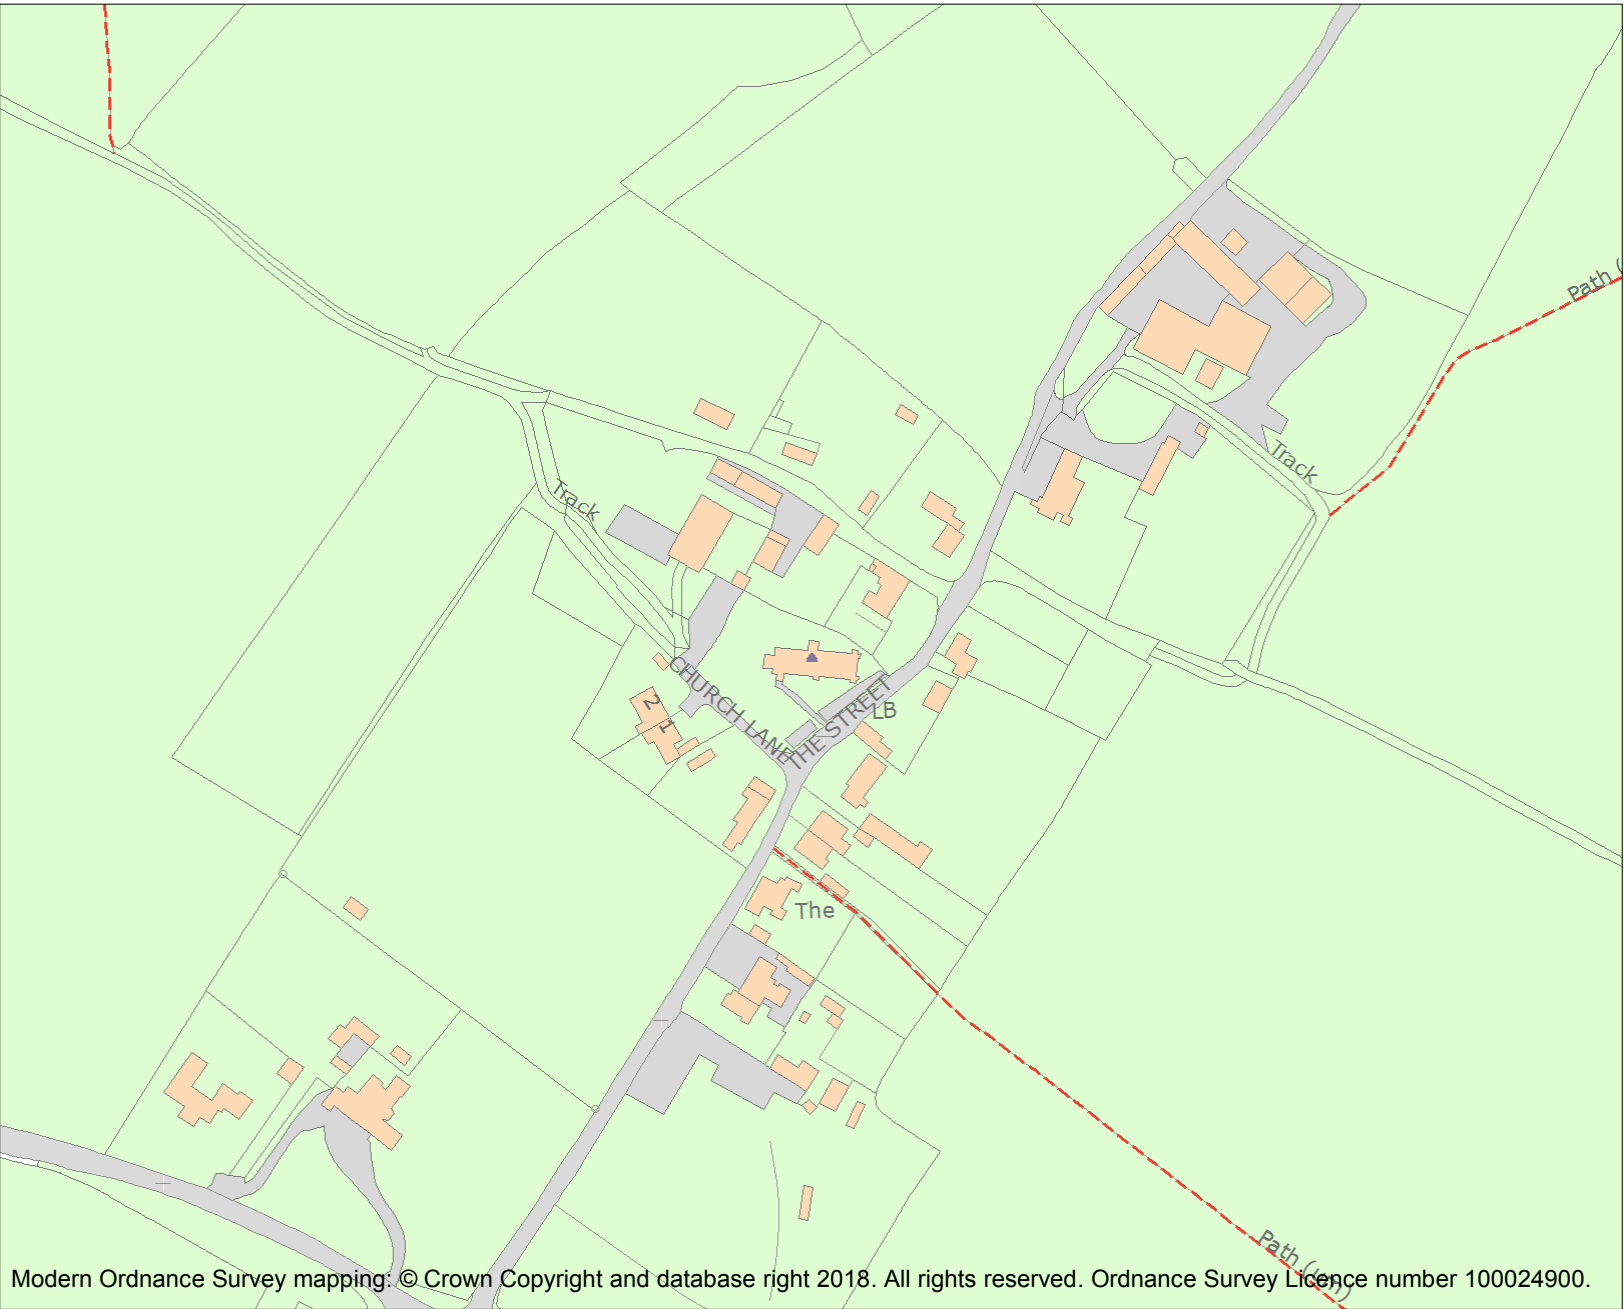 Path (
Track
Track
CHURCH LANE
2
1
THE STREET
LB
The
Path (um)
Modern Ordnance Survey mapping: © Crown Copyright and database right 2018. All rights reserved. Ordnance Survey Licence number 100024900.